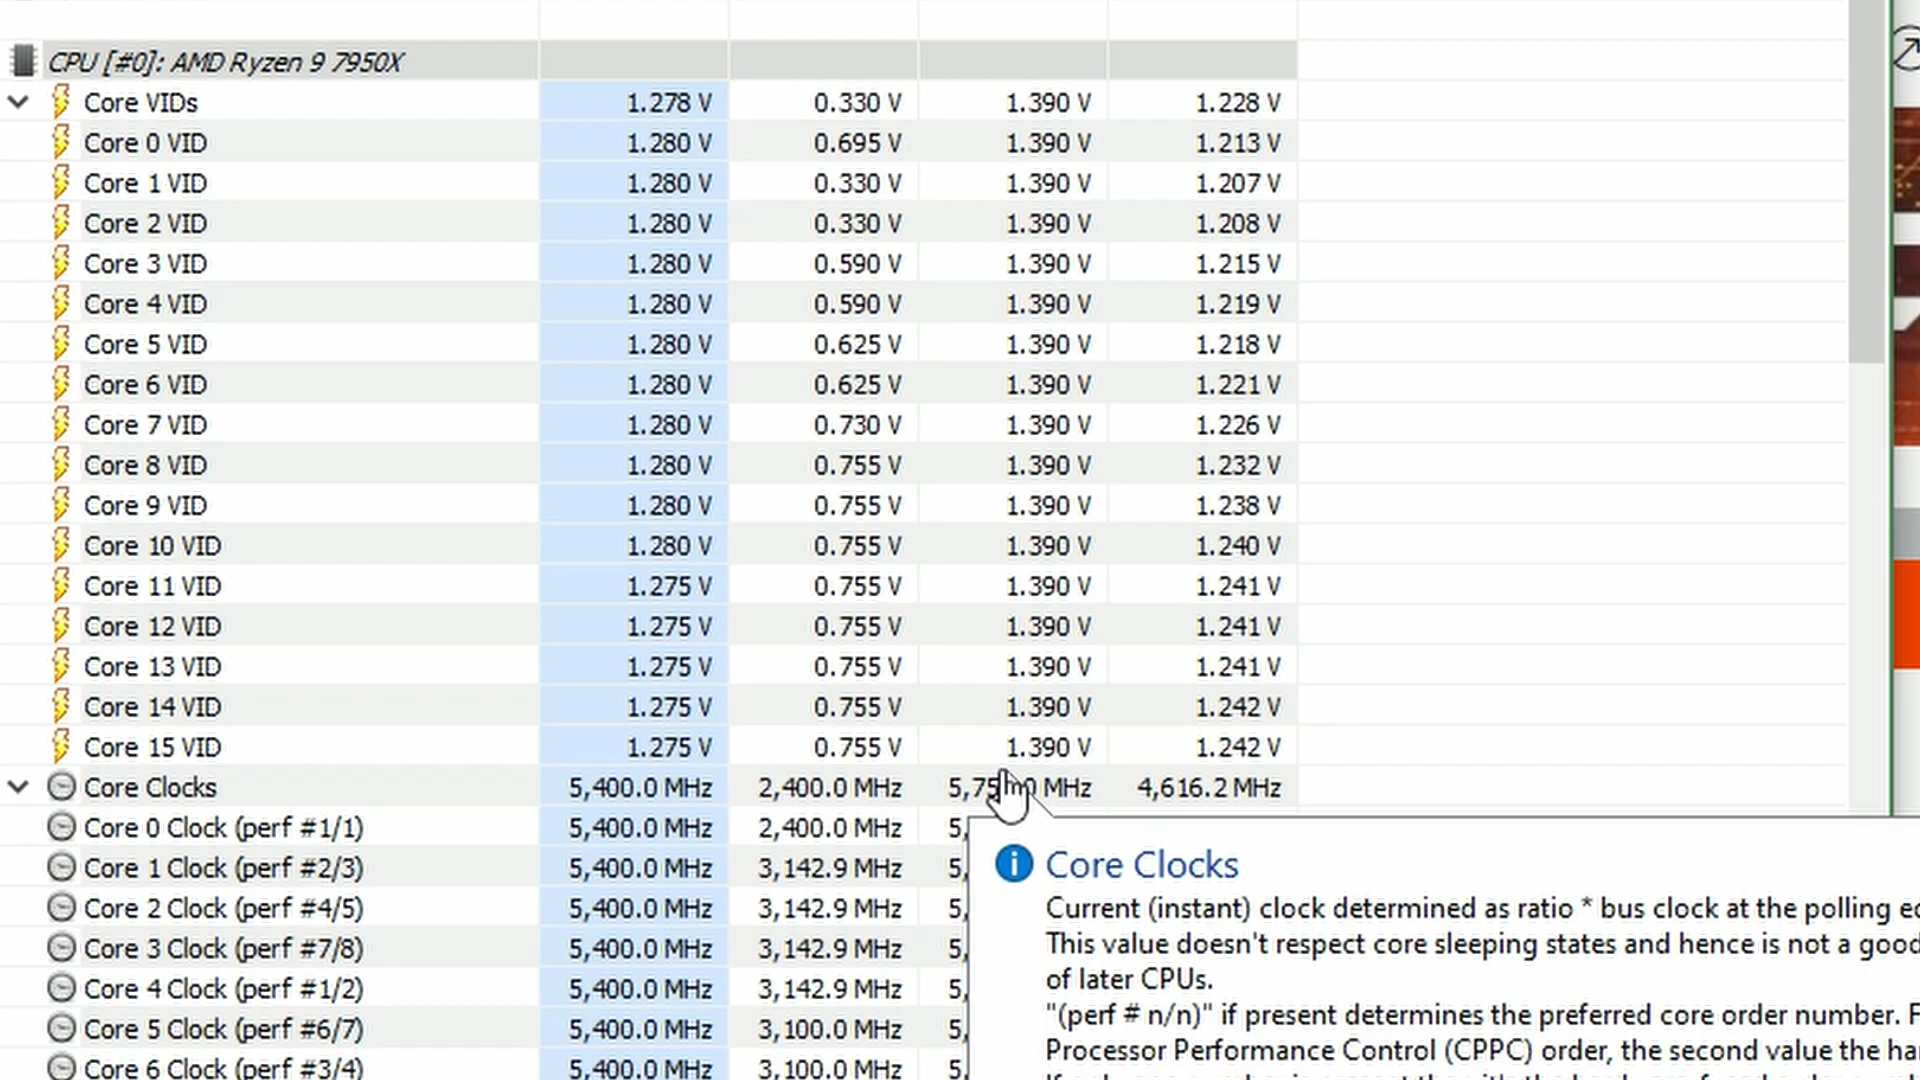 CPU [#0]: AMD Ryzen 9 7950X
Core VIDs 1.278 V 0.330 V 1.390 V 1.228 V
Core 0 VID 1.280 V 0.695 V 1.390 V 1.213 V
Core 1 VID 1.280 V 0.330 V 1.390 V 1.207 V
Core 2 VID 1.280 V 0.330 V 1.390 V 1.208 V
Core 3 VID 1.280 V 0.590 V 1.390 V 1.215 V
Core 4 VID 1.280 V 0.590 V 1.390 V 1.219 V
Core 5 VID 1.280 V 0.625 V 1.390 V 1.218 V
Core 6 VID 1.280 V 0.625 V 1.390 V 1.221 V
Core 7 VID 1.280 V 0.730 V 1.390 V 1.226 V
Core 8 VID 1.280 V 0.755 V 1.390 V 1.232 V
Core 9 VID 1.280 V 0.755 V 1.390 V 1.238 V
Core 10 VID 1.280 V 0.755 V 1.390 V 1.240 V
Core 11 VID 1.275 V 0.755 V 1.390 V 1.241 V
Core 12 VID 1.275 V 0.755 V 1.390 V 1.241 V
Core 13 VID 1.275 V 0.755 V 1.390 V 1.241 V
Core 14 VID 1.275 V 0.755 V 1.390 V 1.242 V
Core 15 VID 1.275 V 0.755 V 1.390 V 1.242 V
Core Clocks 5,400.0 MHz 2,400.0 MHz MHz 4,616.2 MHz
Core 0 Clock (perf #1/1) 5,400.0 MHz 2,400.0 MHz 5,
Core 1 Clock (perf #2/3) 5,400.0 MHz 3,142.9 MHz 5,
Core 2 Clock (perf #4/5) 5,400.0 MHz 3,142.9 MHz 5,
Core 3 Clock (perf #7/8) 5,400.0 MHz 3,142.9 MHz 5,
Core 4 Clock (perf #1/2) 5,400.0 MHz 3,142.9 MHz 5,
Core 5 Clock (perf #6/7) 5,400.0 MHz 3,100.0 MHz 5,
Core 6 Clock (perf #3/4) 5,400.0 MHz 3,100.0 MHz 5,
Core Clocks
Current (instant) clock determined as ratio * bus clock at the polling
This value doesn't respect core sleeping states and hence is not a good
of later CPUs.
"(perf # n/n)" if present determines the preferred core order number.
Processor Performance Control (CPPC) order, the second value the